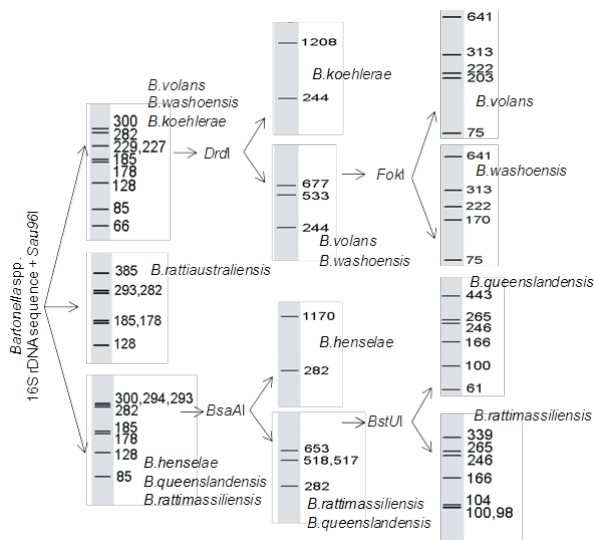 Bartonella spp.
16S rDNA sequence + Sau96I
B.volans
B.washoensis
B.koehlerae
300
282
229,227
185
178
128
85
66
DrdI
1208
244
B.koehlerae
677
533
244
B.volans
B.washoensis
FokI
641
313
222
203
75
B.volans
641
313
222
170
75
B.washoensis
385
293,282
185,178
128
B.rattiaustraliensis
300,294,293
282
185
178
128
85
B.henselae
B.queenslandensis
B.rattimassiliensis
BsaAI
1170
282
B.henselae
653
518,517
282
B.rattimassiliensis
B.queenslandensis
BstUI
B.queenslandensis
443
265
246
166
100
61
B.rattimassiliensis
339
265
246
166
104
100,98